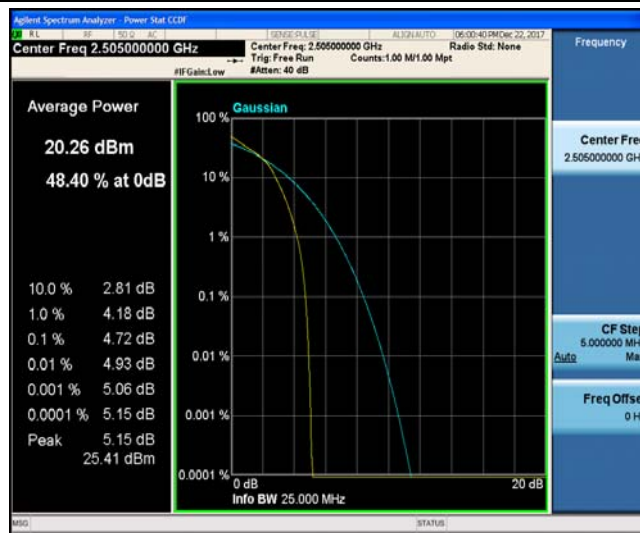 Agilent Spectrum Analyzer - Power Stat CCDF
RL RF 50 Ω AC SENSE:PULSE ALIGN AUTO 06:00:40 PM Dec 22, 2017
Center Freq 2.505000000 GHz
Center Freq: 2.505000000 GHz Radio Std: None
Trig: Free Run Counts:1.00 M/1.00 Mpt
#IFGain:Low #Atten: 40 dB
Frequency
Average Power
20.26 dBm
48.40 % at 0dB
10.0 % 2.81 dB
1.0 % 4.18 dB
0.1 % 4.72 dB
0.01 % 4.93 dB
0.001 % 5.06 dB
0.0001 % 5.15 dB
Peak 5.15 dB
25.41 dBm
Gaussian
100 %
10 %
1 %
0.1 %
0.01 %
0.001 %
0.0001 %
0 dB 20 dB
Info BW 25.000 MHz
Center Fre
2.505000000 GH
CF Step
5.000000 MH
Auto Ma
Freq Offse
0 H
MSG STATUS